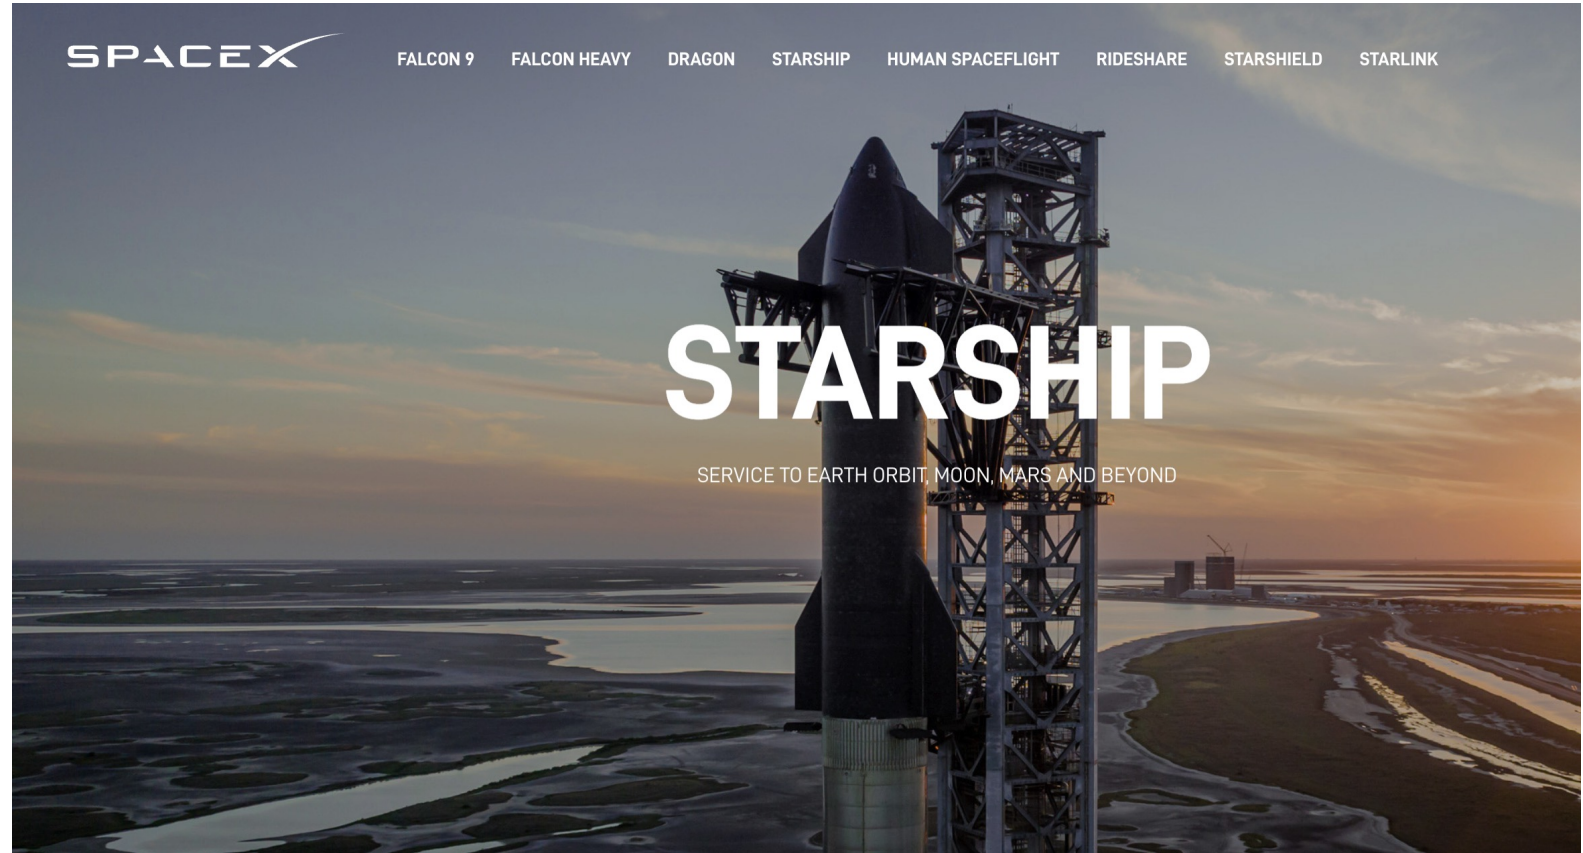 SPACEX
FALCON 9 FALCON HEAVY DRAGON STARSHIP HUMAN SPACEFLIGHT RIDESHARE STARSHIELD STARLINK
STARSHIP
SERVICE TO EARTH ORBIT, MOON, MARS AND BEYOND